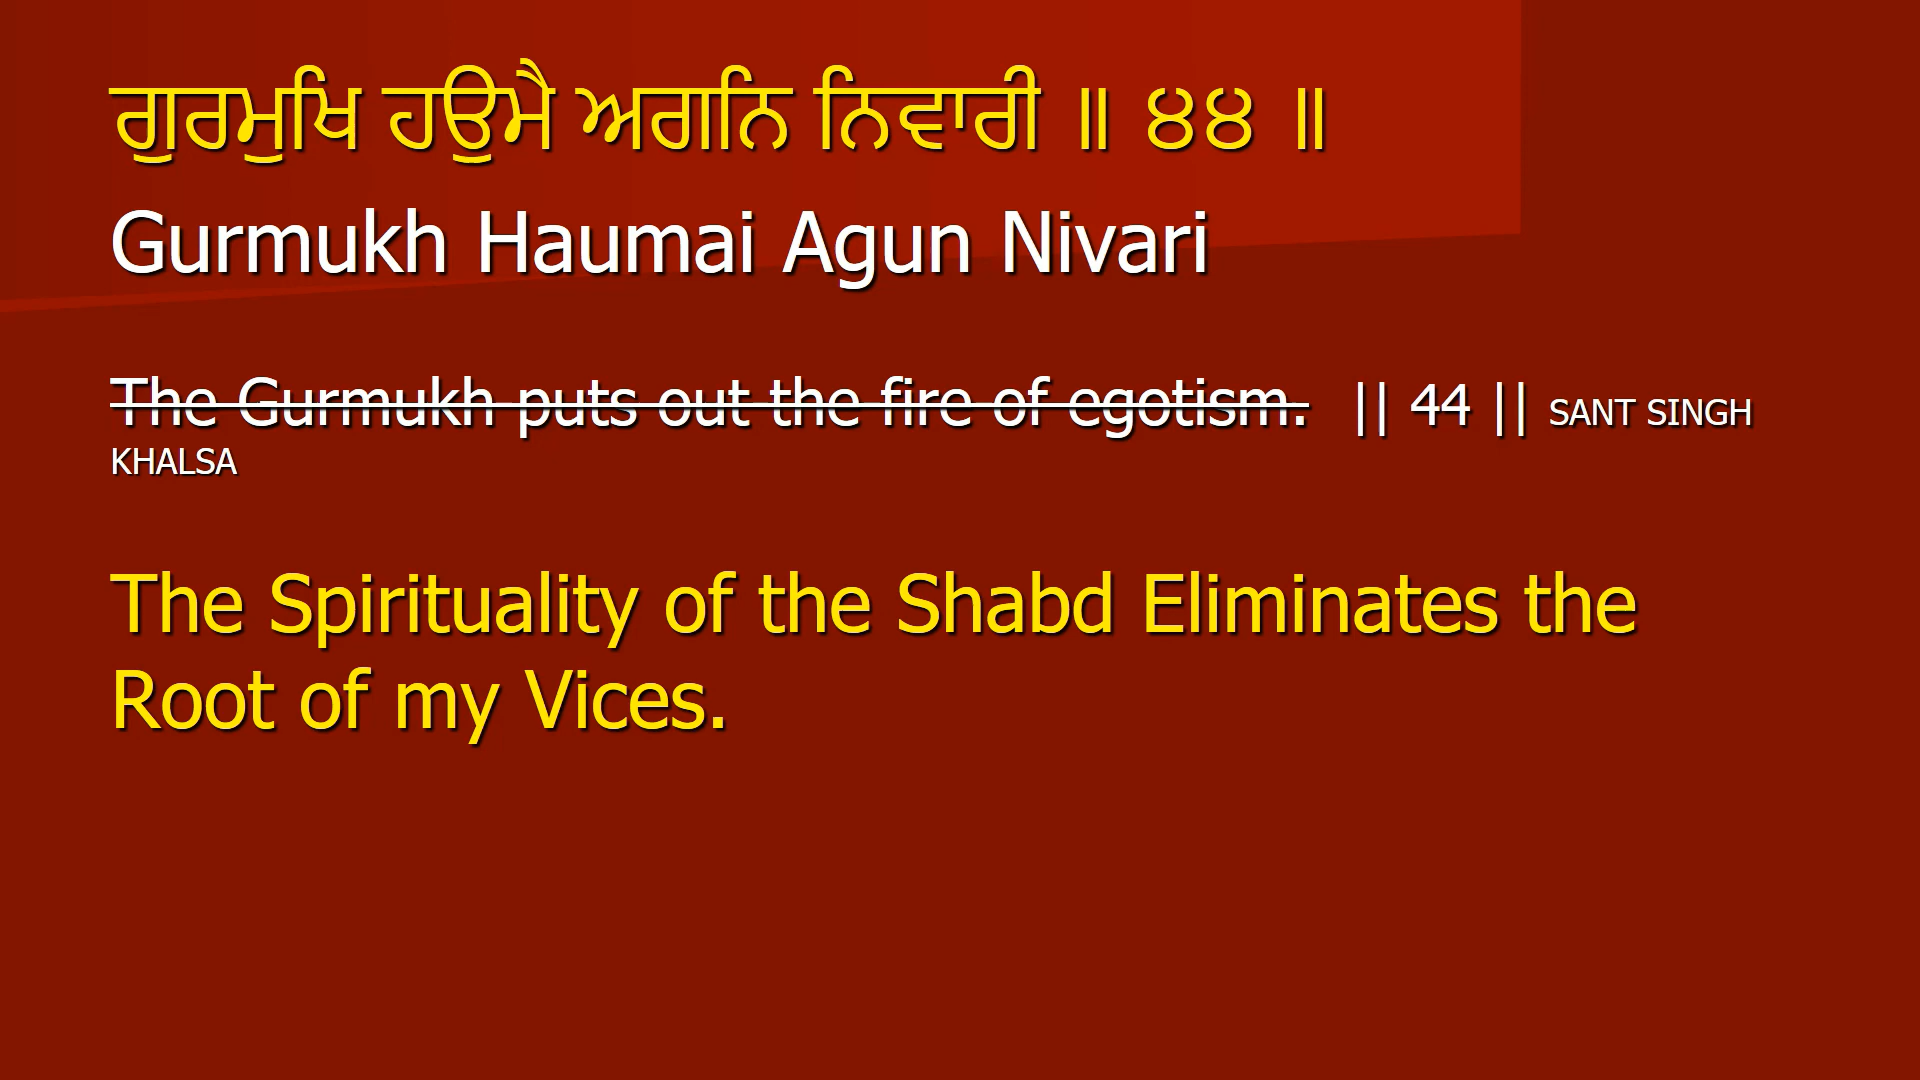 ਗੁਰਮੁਖਿ ਹਉਮੈ ਅਗਨਿ ਨਿਵਾਰੀ ॥ ੪੪ ॥
Gurmukh Haumai Agun Nivari
The Gurmukh puts out the fire of egotism. || 44 || SANT SINGH
KHALSA
The Spirituality of the Shabd Eliminates the
Root of my Vices.